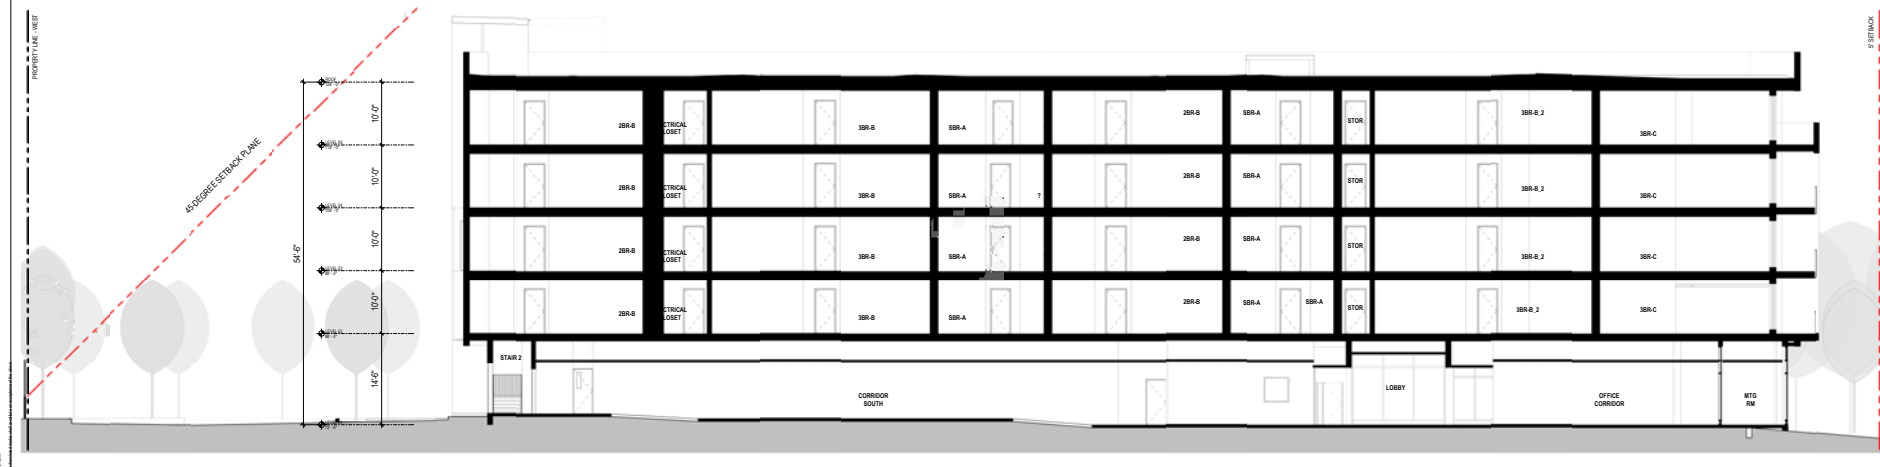 PROPERTY LINE - WEST
45-DEGREE SETBACK PLANE
5' SETBACK
54'-6"
10'-0"
10'-0"
10'-0"
10'-0"
14'-6"
2BR-B
CTRICAL
LOSET
3BR-B
SBR-A
2BR-B
SBR-A
STOR
3BR-B_2
3BR-C
2BR-B
CTRICAL
LOSET
3BR-B
SBR-A
?
2BR-B
SBR-A
STOR
3BR-B_2
3BR-C
2BR-B
CTRICAL
LOSET
3BR-B
SBR-A
2BR-B
SBR-A
STOR
3BR-B_2
3BR-C
2BR-B
CTRICAL
LOSET
3BR-B
SBR-A
2BR-B
SBR-A
SBR-A
STOR
3BR-B_2
3BR-C
STAIR 2
CORRIDOR
SOUTH
LOBBY
OFFICE
CORRIDOR
MTG
RM